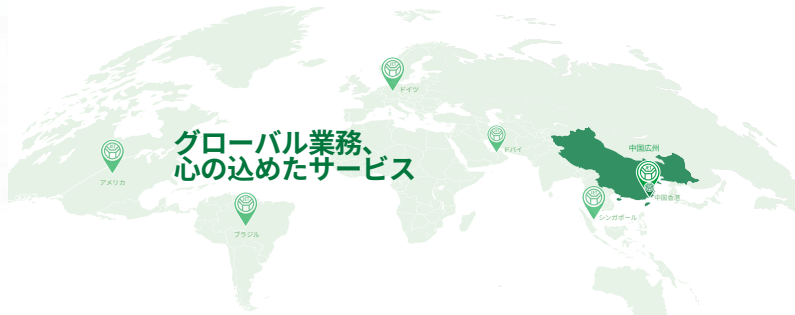 ドイツ
グローバル業務、
心の込めたサービス
ドバイ
中国広州
アメリカ
中国香港
シンガポール
ブラジル